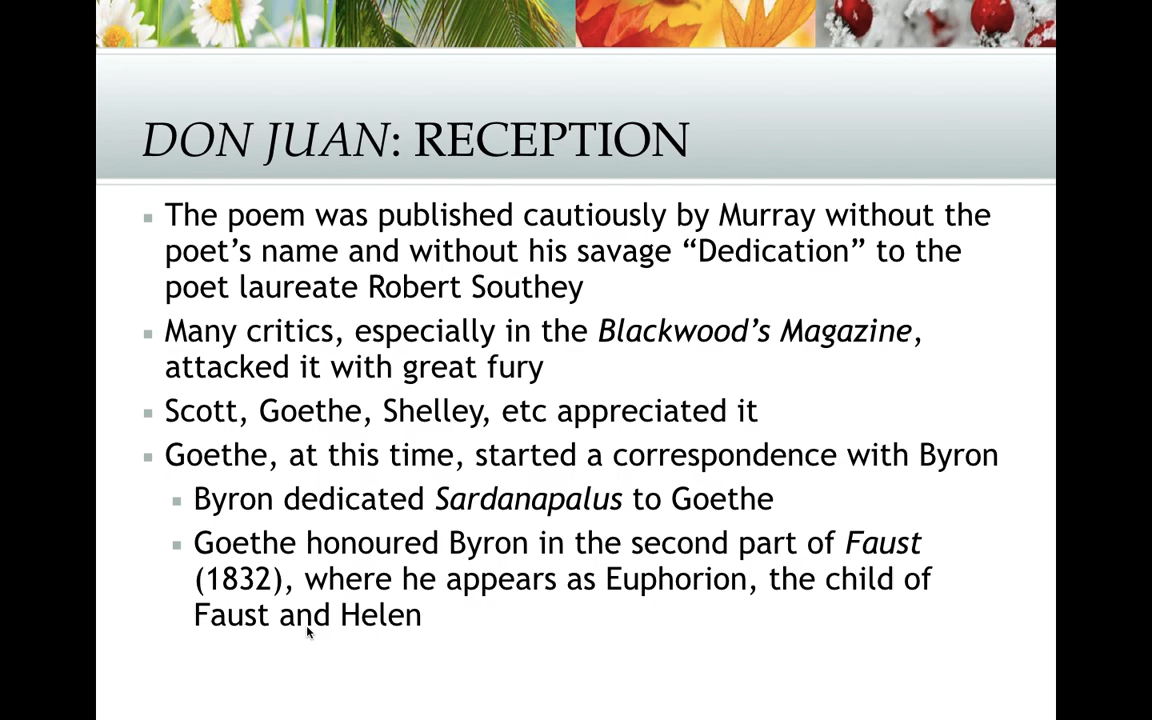 DON JUAN: RECEPTION
The poem was published cautiously by Murray without the
poet’s name and without his savage “Dedication” to the
poet laureate Robert Southey
Many critics, especially in the Blackwood’s Magazine,
attacked it with great fury
Scott, Goethe, Shelley, etc appreciated it
Goethe, at this time, started a correspondence with Byron
Byron dedicated Sardanapalus to Goethe
Goethe honoured Byron in the second part of Faust
(1832), where he appears as Euphorion, the child of
Faust and Helen